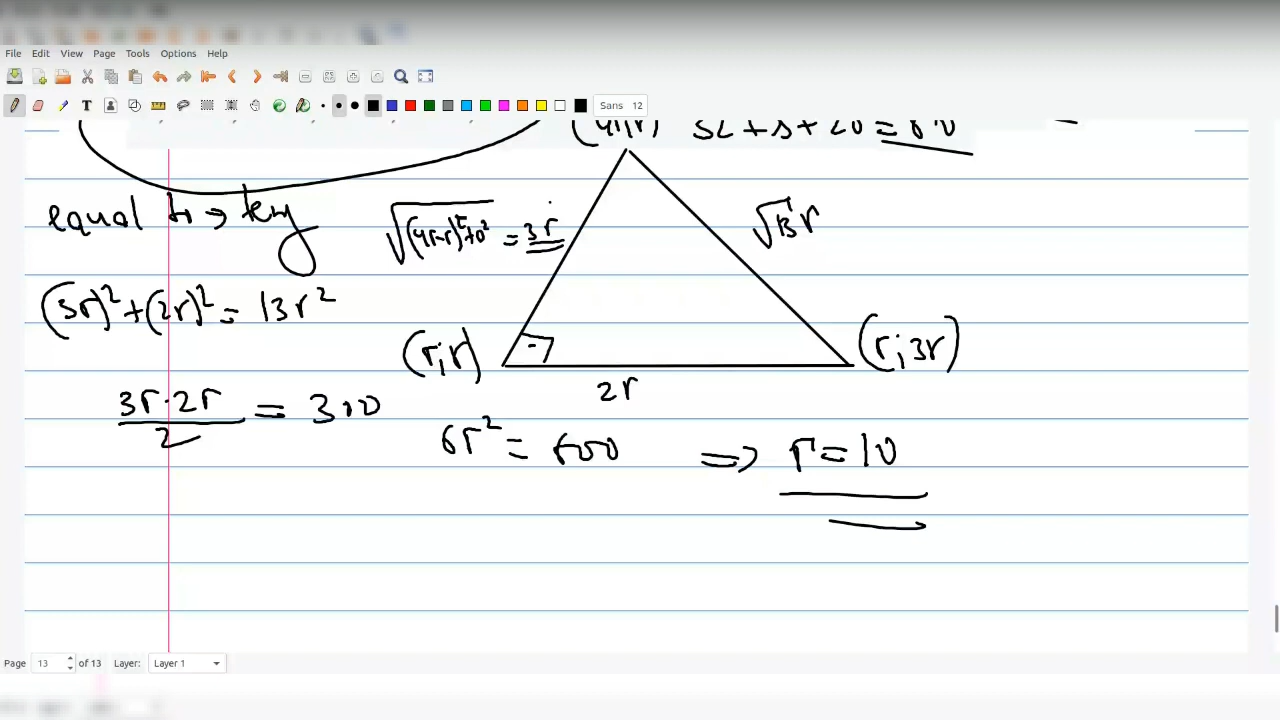 File Edit View Page Tools Options Help
Sans 12
= 600
equal to → key
√(4r-r)²+0² = 3r
√13 r
(3r)²+(2r)² = 13r²
(r, r)
(r, 3r)
2r
3r·2r / 2 = 300
6r² = 600 => r = 10
Page 13 of 13 Layer: Layer 1